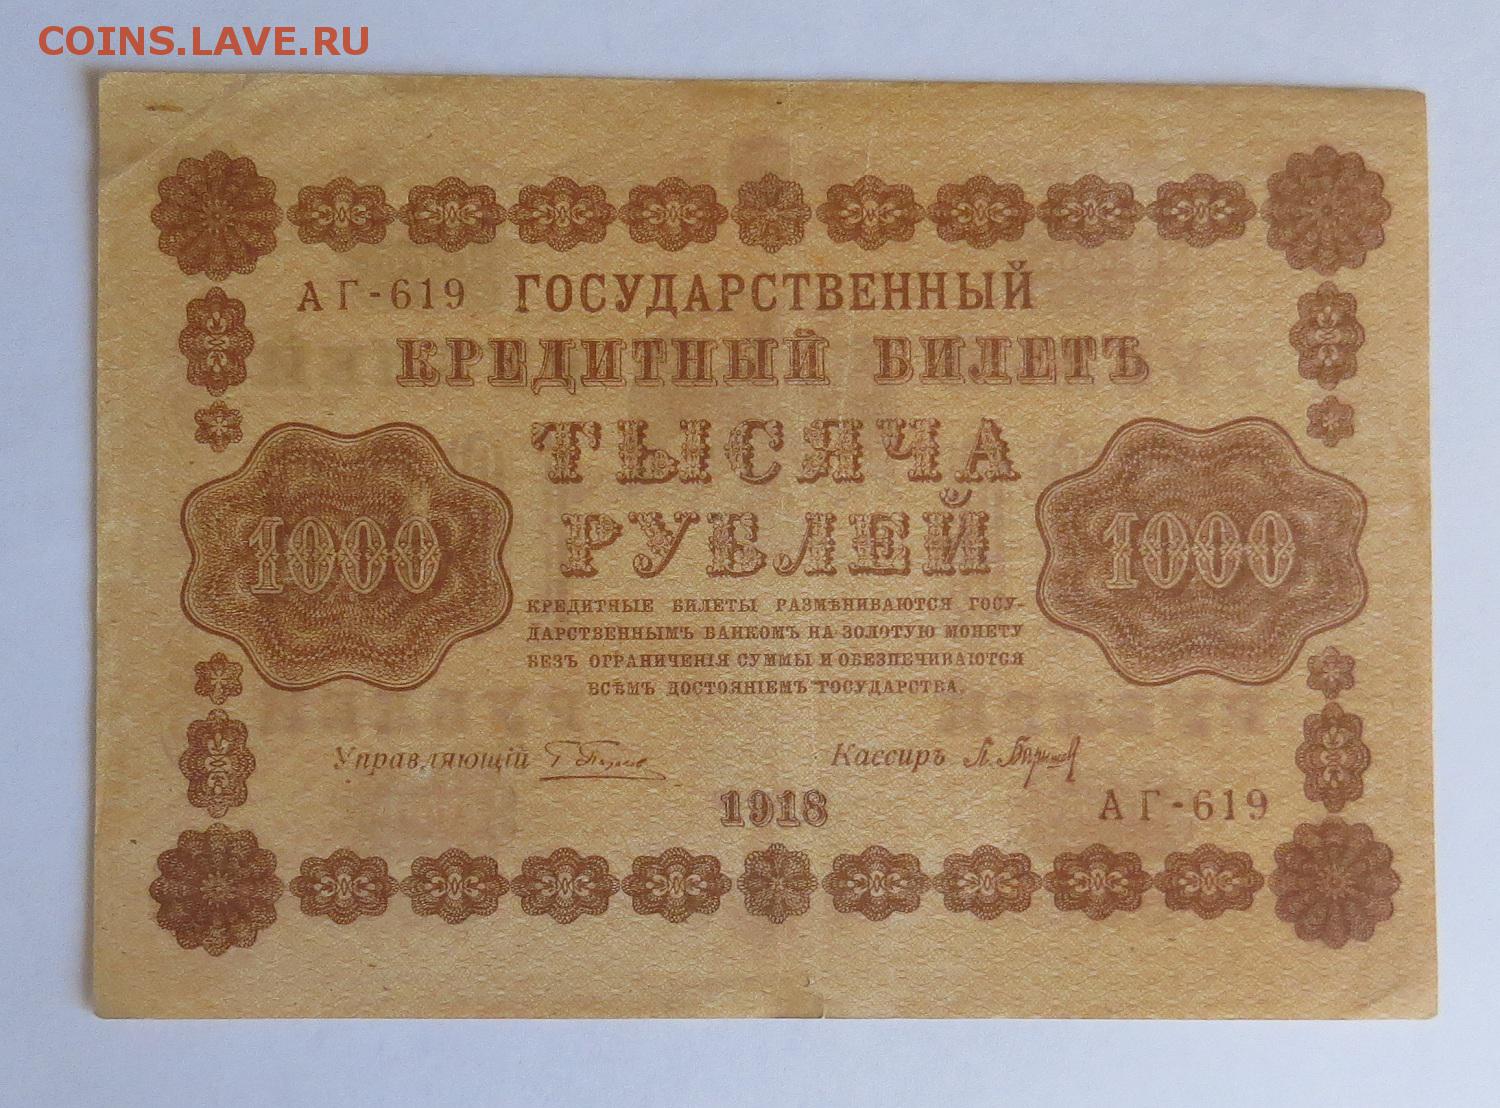 COINS.LAVE.RU
АГ-619 ГОСУДАРСТВЕННЫЙ
КРЕДИТНЫЙ БИЛЕТЪ
ТЫСЯЧА
РУБЛЕЙ
1000 1000
КРЕДИТНЫЕ БИЛЕТЫ РАЗМѢНИВАЮТСЯ ГОСУ-
ДАРСТВЕННЫМЪ БАНКОМЪ НА ЗОЛОТУЮ МОНЕТУ
БЕЗЪ ОГРАНИЧЕНІЯ СУММЫ И ОБЕЗПЕЧИВАЮТСЯ
ВСѢМЪ ДОСТОЯНІЕМЪ ГОСУДАРСТВА.
Управляющій Кассиръ
1918 АГ-619